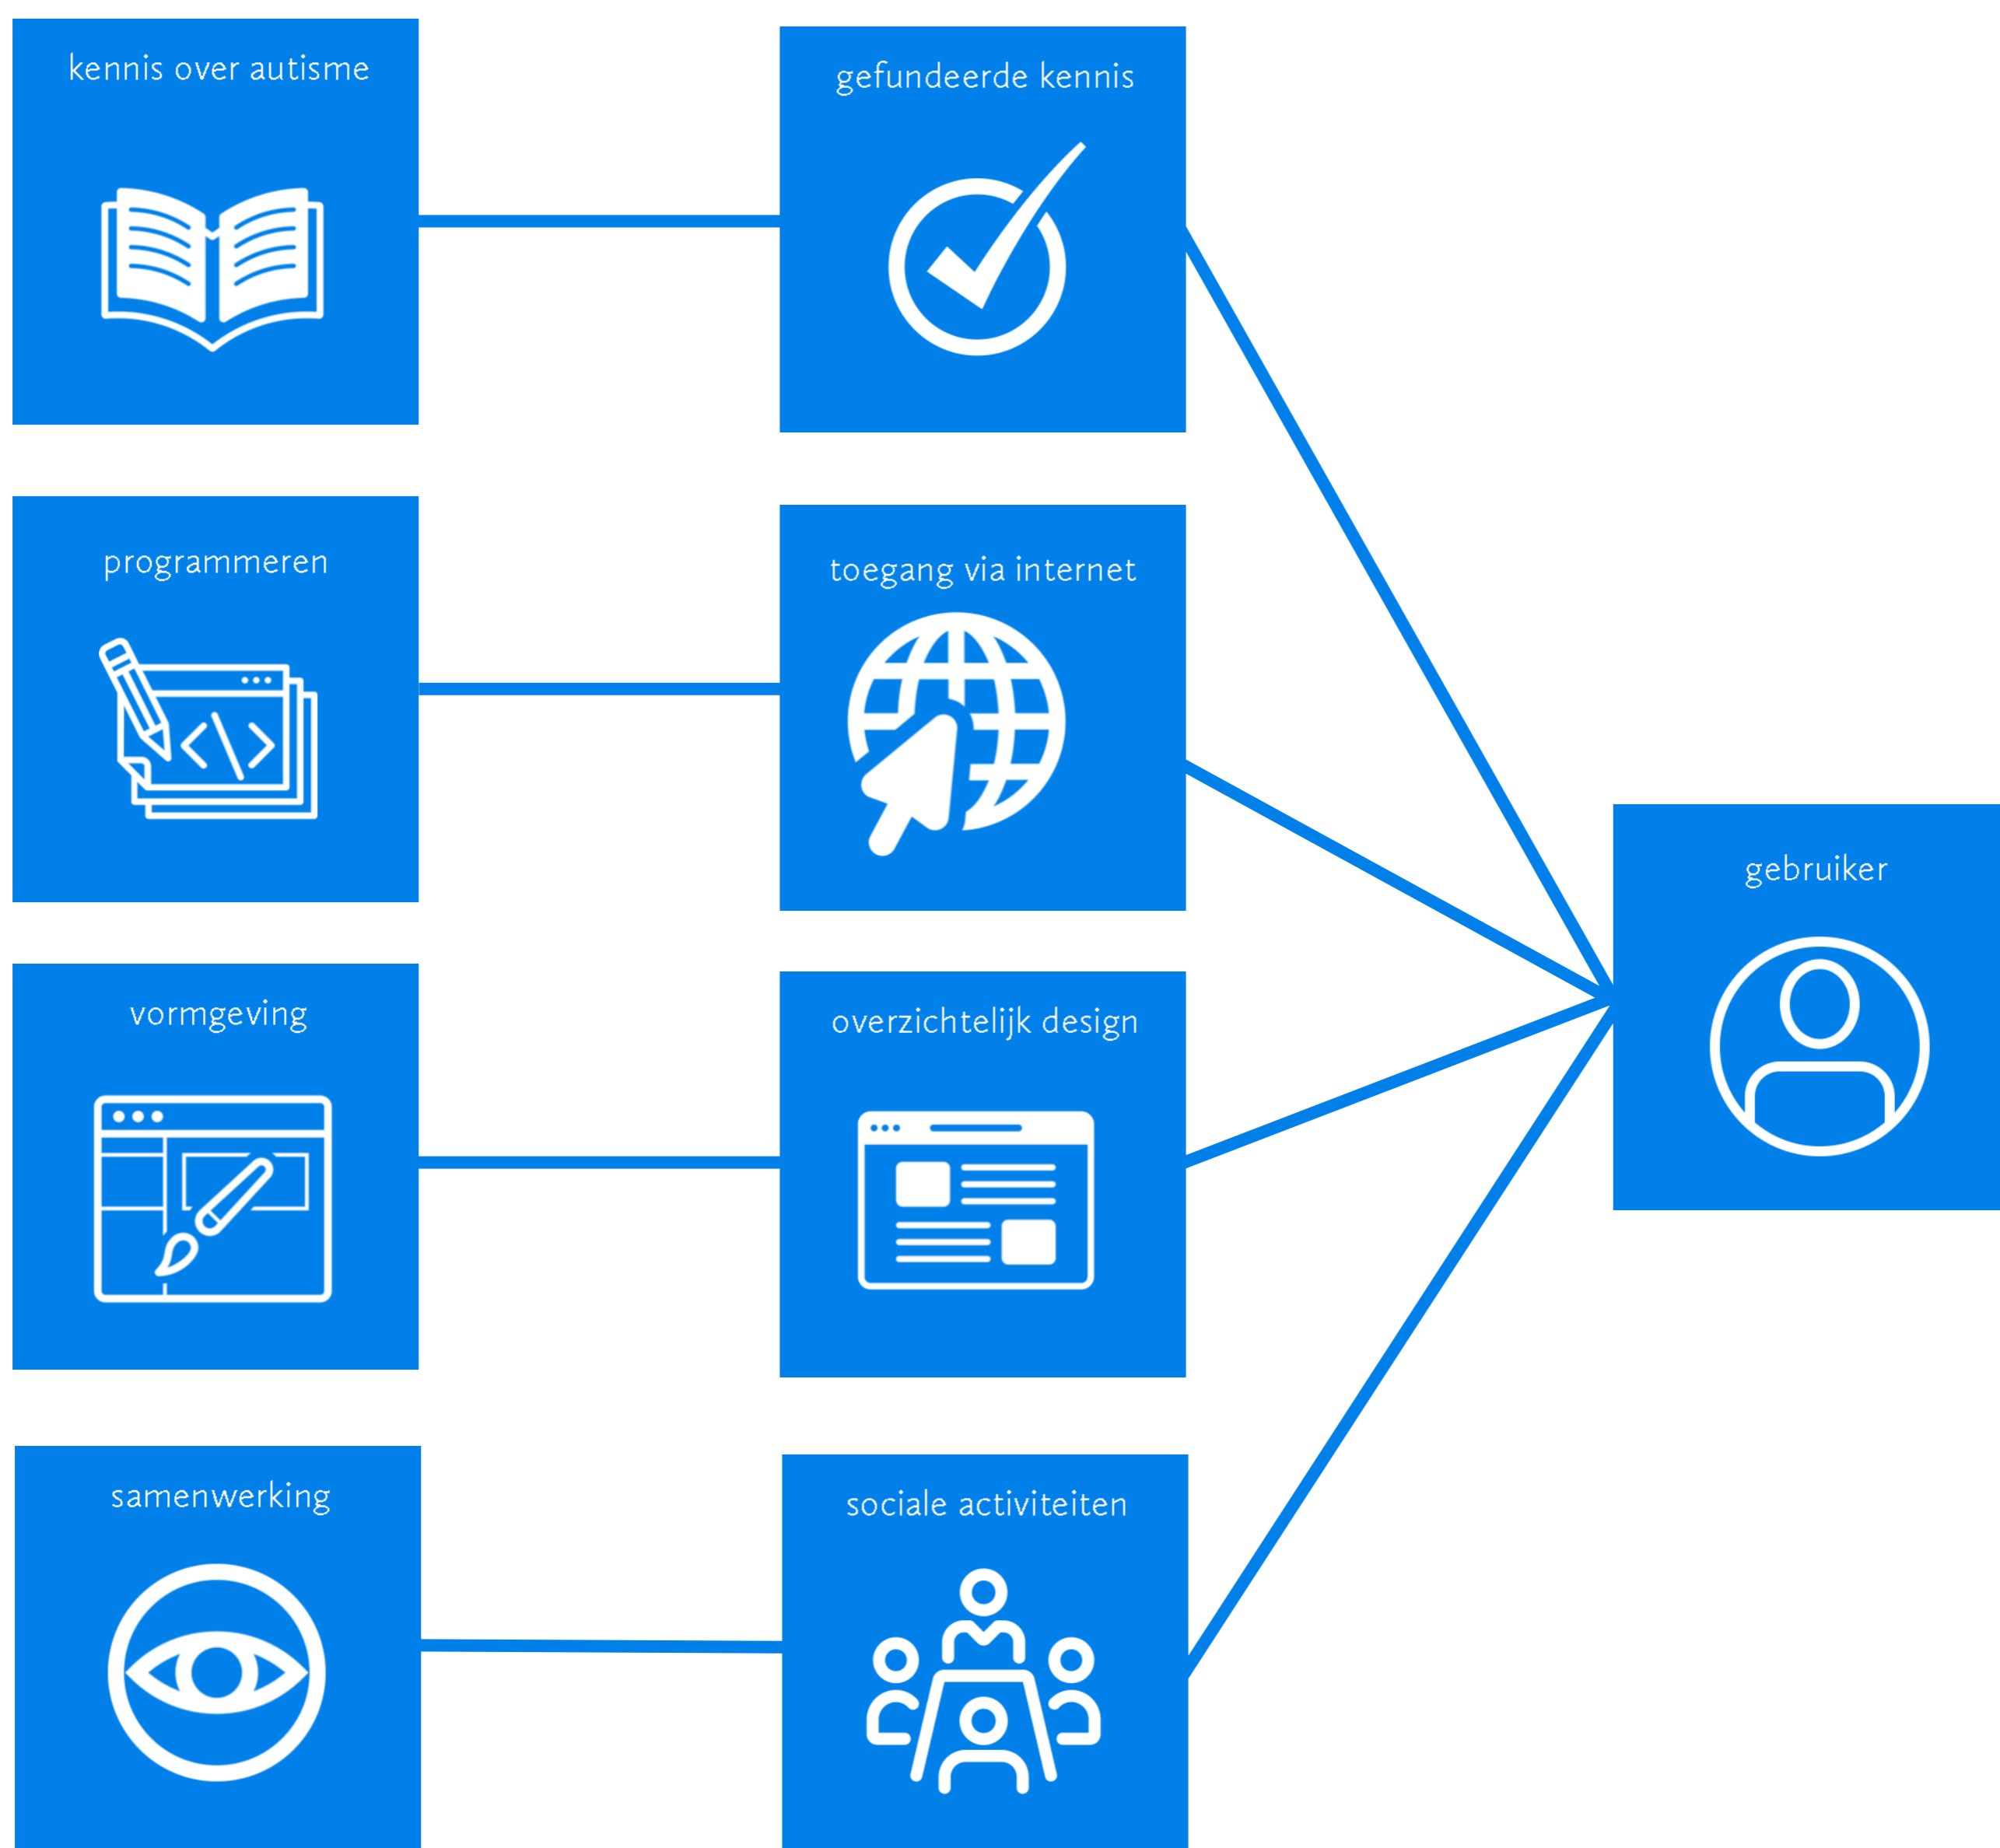 kennis over autisme
gefundeerde kennis
programmeren
toegang via internet
gebruiker
vormgeving
overzichtelijk design
samenwerking
sociale activiteiten